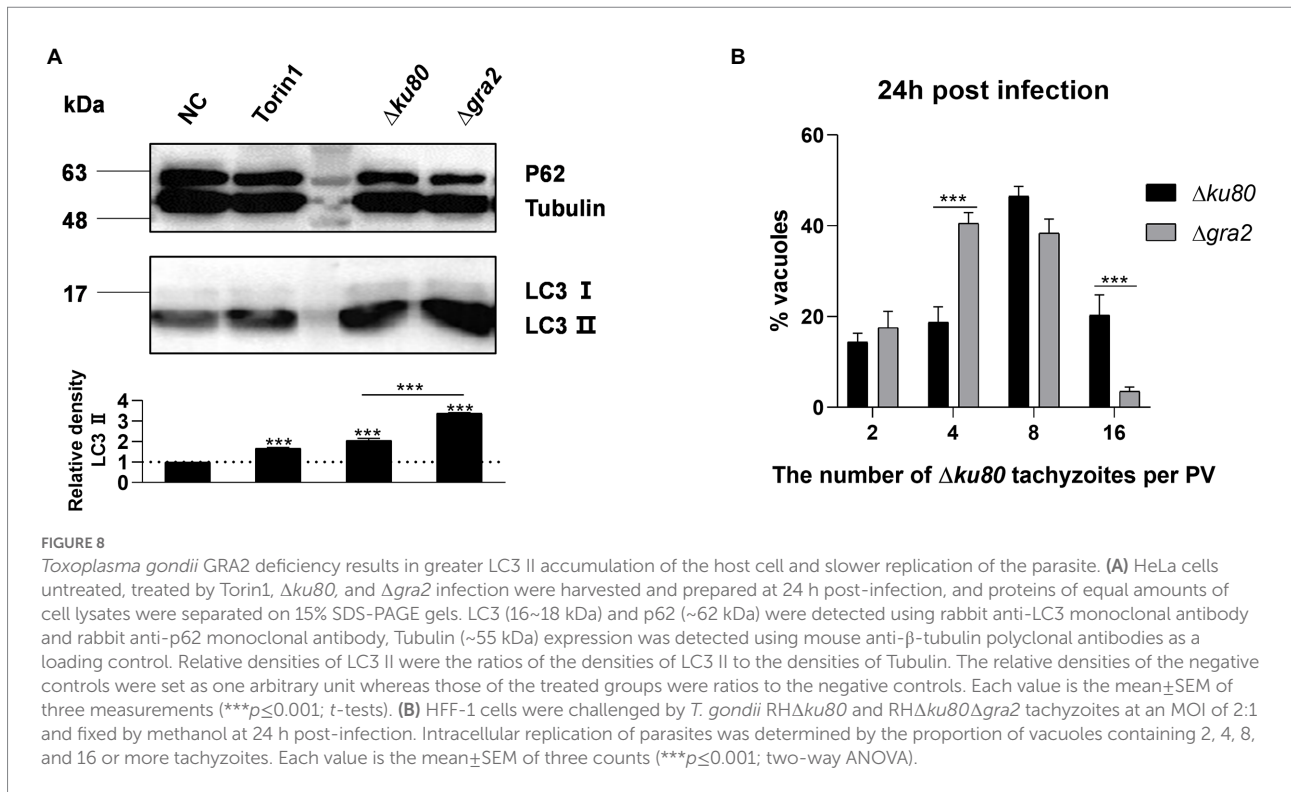 A
kDa
NC
Torin1
Δku80
Δgra2
63
P62
Tubulin
48
17
LC3 I
LC3 II
Relative density
LC3 II
4
3
2
1
0
***
***
***
***
B
24h post infection
% vacuoles
60
40
20
0
***
***
Δku80
Δgra2
2 4 8 16
The number of Δku80 tachyzoites per PV
FIGURE 8
Toxoplasma gondii GRA2 deficiency results in greater LC3 II accumulation of the host cell and slower replication of the parasite. (A) HeLa cells
untreated, treated by Torin1, Δku80, and Δgra2 infection were harvested and prepared at 24 h post-infection, and proteins of equal amounts of
cell lysates were separated on 15% SDS-PAGE gels. LC3 (16~18 kDa) and p62 (~62 kDa) were detected using rabbit anti-LC3 monoclonal antibody
and rabbit anti-p62 monoclonal antibody, Tubulin (~55 kDa) expression was detected using mouse anti-β-tubulin polyclonal antibodies as a
loading control. Relative densities of LC3 II were the ratios of the densities of LC3 II to the densities of Tubulin. The relative densities of the negative
controls were set as one arbitrary unit whereas those of the treated groups were ratios to the negative controls. Each value is the mean±SEM of
three measurements (***p≤0.001; t-tests). (B) HFF-1 cells were challenged by T. gondii RHΔku80 and RHΔku80Δgra2 tachyzoites at an MOI of 2:1
and fixed by methanol at 24 h post-infection. Intracellular replication of parasites was determined by the proportion of vacuoles containing 2, 4, 8,
and 16 or more tachyzoites. Each value is the mean±SEM of three counts (***p≤0.001; two-way ANOVA).